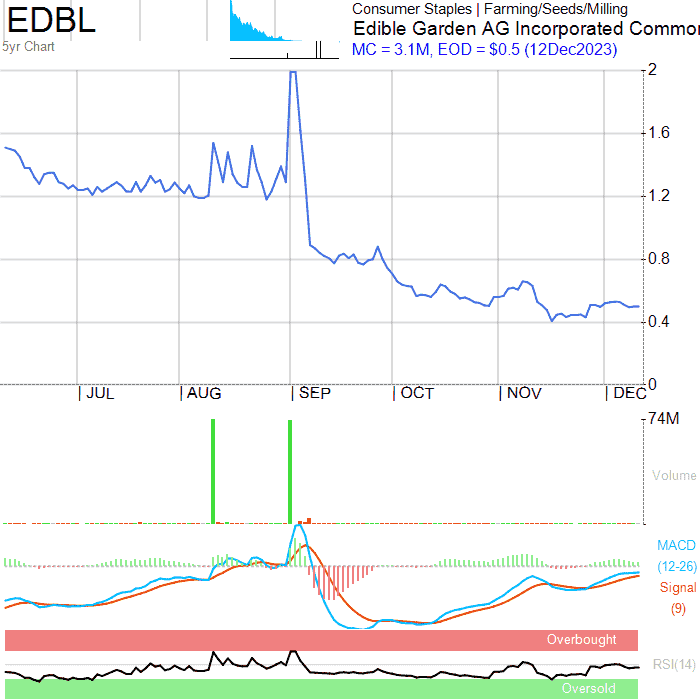 EDBL
5yr Chart
Consumer Staples | Farming/Seeds/Milling
Edible Garden AG Incorporated Common
MC = 3.1M, EOD = $0.5 (12Dec2023)
2
1.6
1.2
0.8
0.4
0
JUL AUG SEP OCT NOV DEC
74M
Volume
MACD
(12-26)
Signal
(9)
Overbought
RSI(14)
Oversold